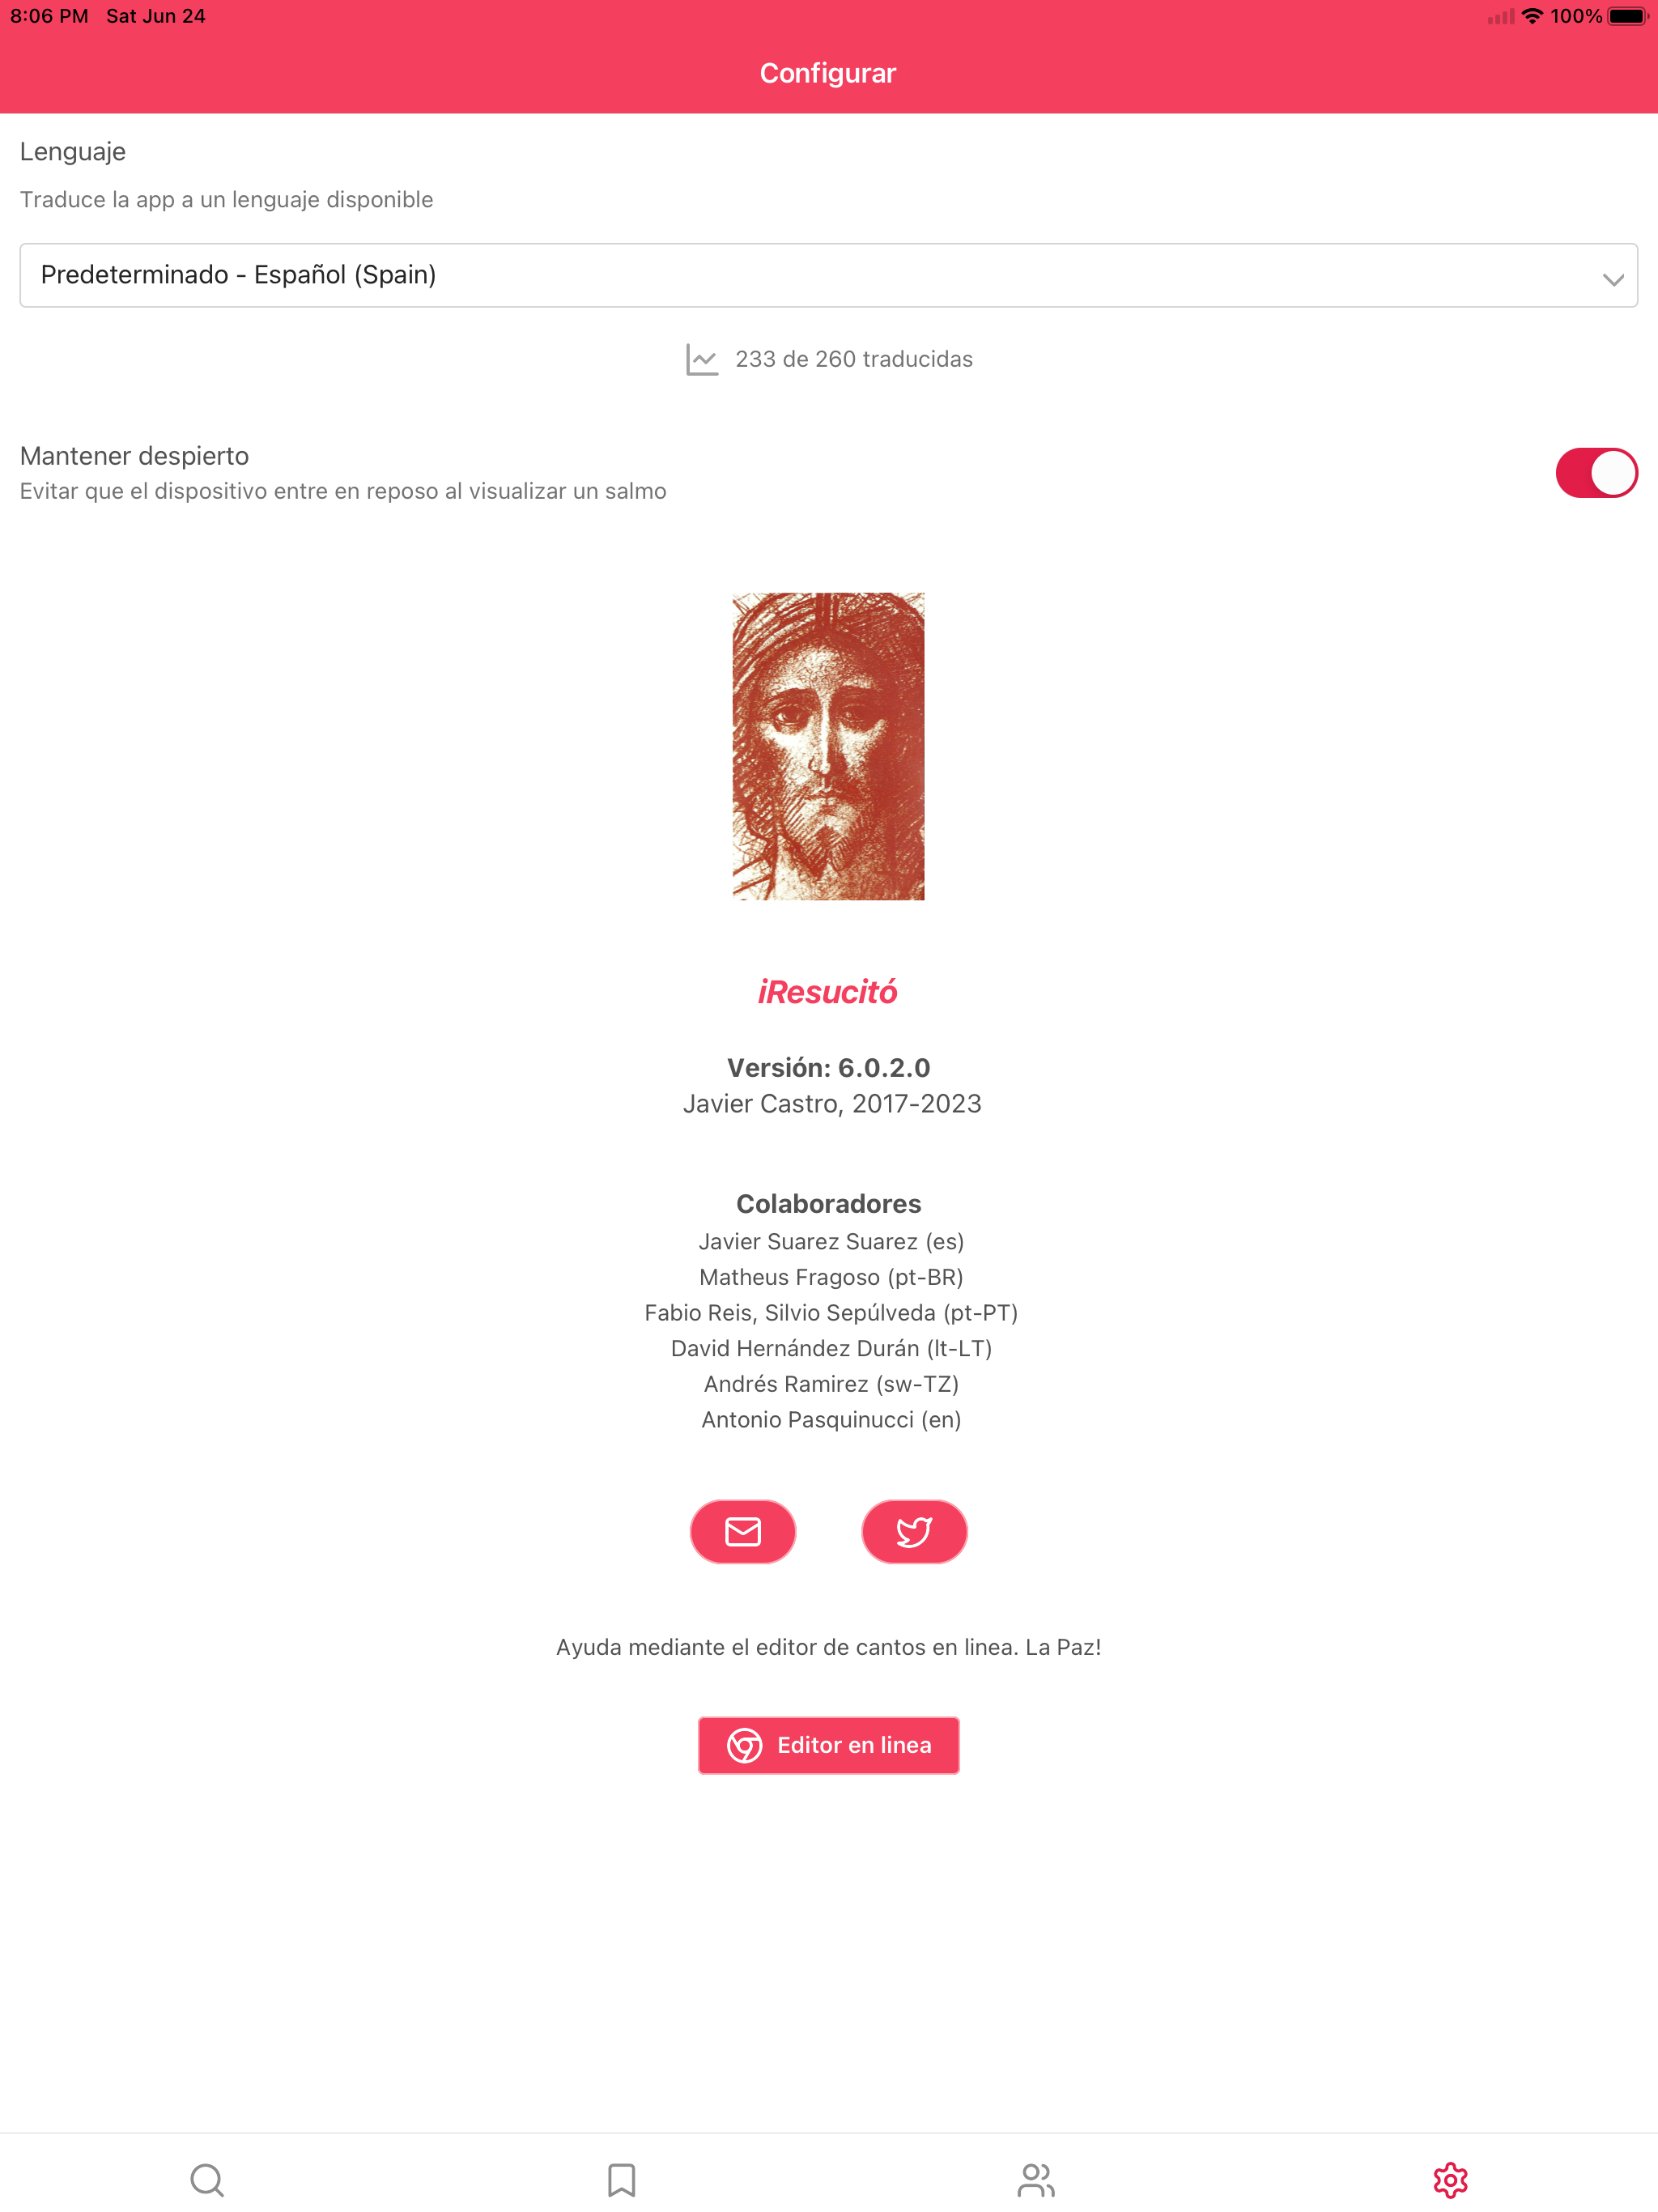 8:06 PM Sat Jun 24 100%
Configurar
Lenguaje
Traduce la app a un lenguaje disponible
Predeterminado - Español (Spain)
233 de 260 traducidas
Mantener despierto
Evitar que el dispositivo entre en reposo al visualizar un salmo
iResucitó
Versión: 6.0.2.0
Javier Castro, 2017-2023
Colaboradores
Javier Suarez Suarez (es)
Matheus Fragoso (pt-BR)
Fabio Reis, Silvio Sepúlveda (pt-PT)
David Hernández Durán (lt-LT)
Andrés Ramirez (sw-TZ)
Antonio Pasquinucci (en)
Ayuda mediante el editor de cantos en linea. La Paz!
Editor en linea